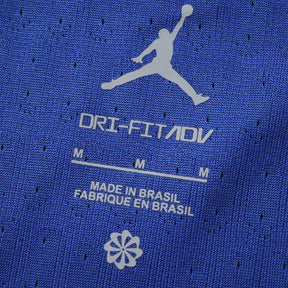 DRI-FIT ADV
M M M
MADE IN BRASIL
FABRIQUE EN BRASIL